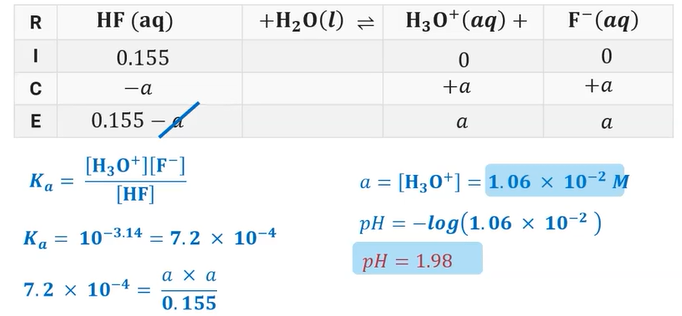 R HF (aq) +H₂O(l) ⇌ H₃O⁺(aq) + F⁻(aq)
I 0.155 0 0
C −a +a +a
E 0.155 − a a a
Kₐ = [H₃O⁺][F⁻] / [HF]
a = [H₃O⁺] = 1.06 × 10⁻² M
Kₐ = 10⁻³·¹⁴ = 7.2 × 10⁻⁴
pH = −log(1.06 × 10⁻² )
7.2 × 10⁻⁴ = a × a / 0.155
pH = 1.98